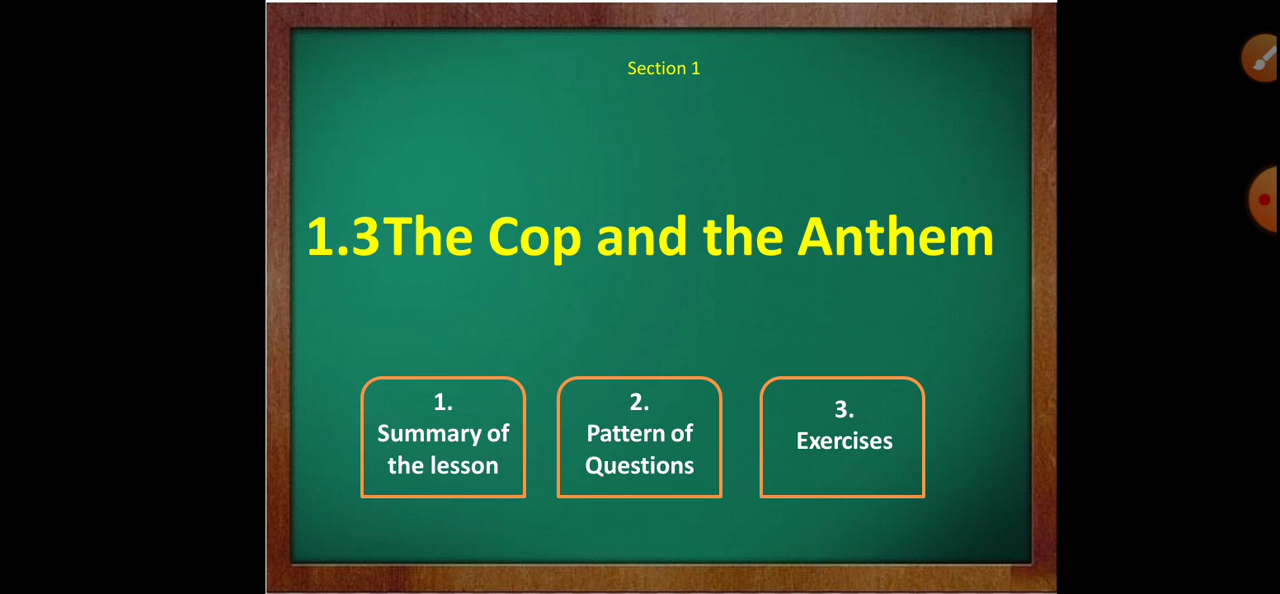 Section 1
1.3The Cop and the Anthem
1.
Summary of
the lesson
2.
Pattern of
Questions
3.
Exercises